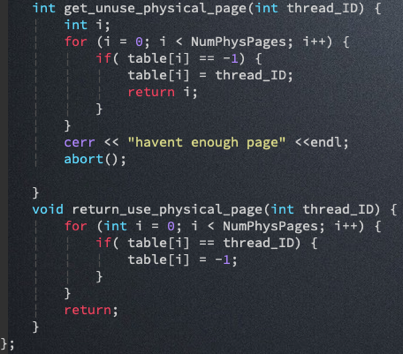 int get_unuse_physical_page(int thread_ID) {
    int i;
    for (i = 0; i < NumPhysPages; i++) {
        if( table[i] == -1) {
            table[i] = thread_ID;
            return i;
        }
    }
    cerr << "havent enough page" <<endl;
    abort();

}
void return_use_physical_page(int thread_ID) {
    for (int i = 0; i < NumPhysPages; i++) {
        if( table[i] == thread_ID) {
            table[i] = -1;
        }
    }
    return;
}
};